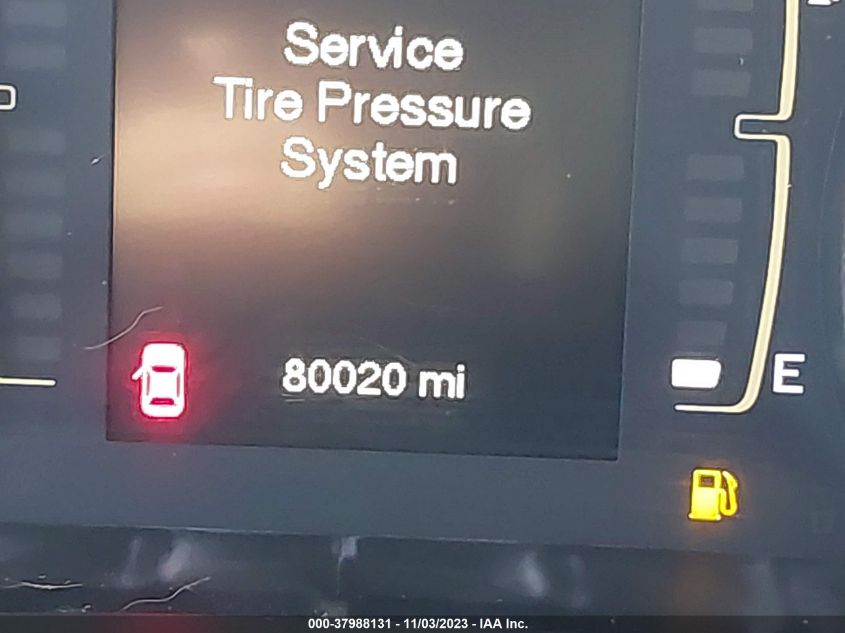 Service
Tire Pressure
System
80020 mi
E
000-37988131 - 11/03/2023 - IAA Inc.